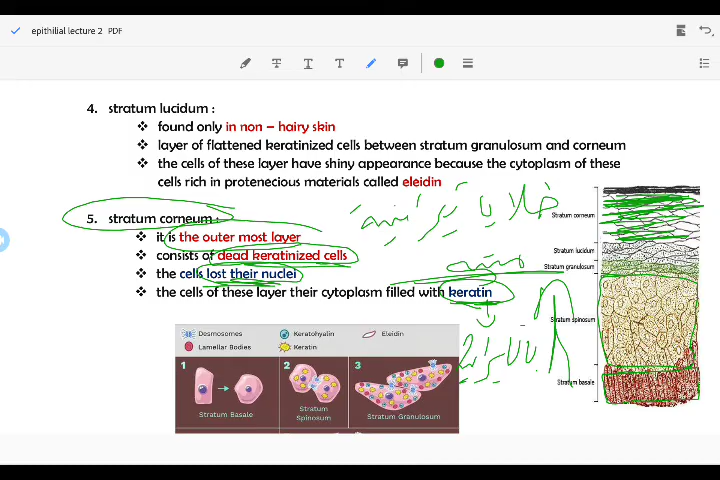 epithilial lecture 2 PDF
4. stratum lucidum :
❖ found only in non – hairy skin
❖ layer of flattened keratinized cells between stratum granulosum and corneum
❖ the cells of these layer have shiny appearance because the cytoplasm of these
cells rich in protenecious materials called eleidin
5. stratum corneum :
❖ it is the outer most layer
❖ consists of dead keratinized cells
❖ the cells lost their nuclei
❖ the cells of these layer their cytoplasm filled with keratin
خلايا
Stratum corneum
Stratum lucidum
Stratum granulosum
Stratum spinosum
Stratum basale
Desmosomes
Keratohyalin
Eleidin
Lamellar Bodies
Keratin
1
Stratum Basale
2
Stratum
Spinosum
3
Stratum Granulosum